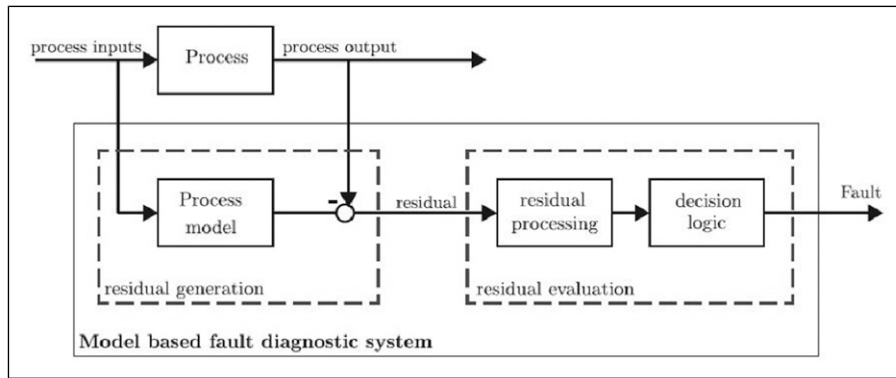 process inputs
Process
process output
Process
model
-
residual
residual
processing
decision
logic
Fault
residual generation
residual evaluation
Model based fault diagnostic system